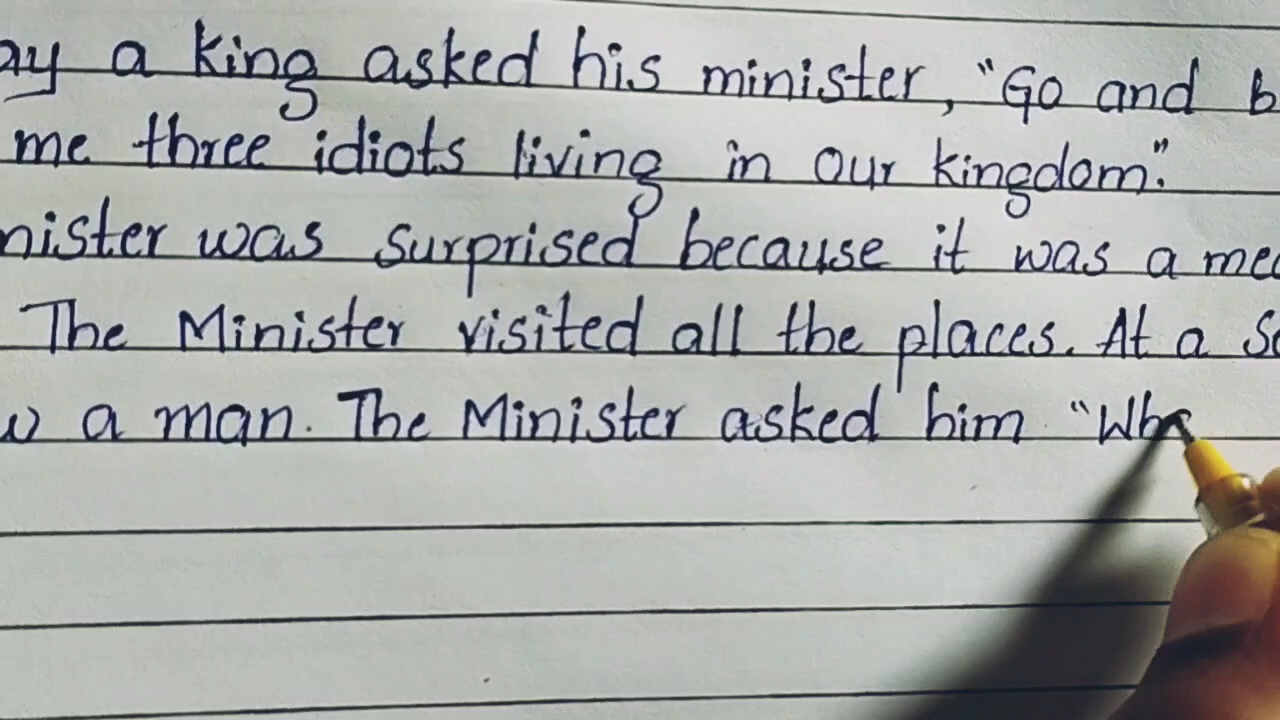 ay a king asked his minister, "Go and b
me three idiots living in our kingdom".
nister was surprised because it was a
The Minister visited all the places. At a
w a man. The Minister asked him "Wh